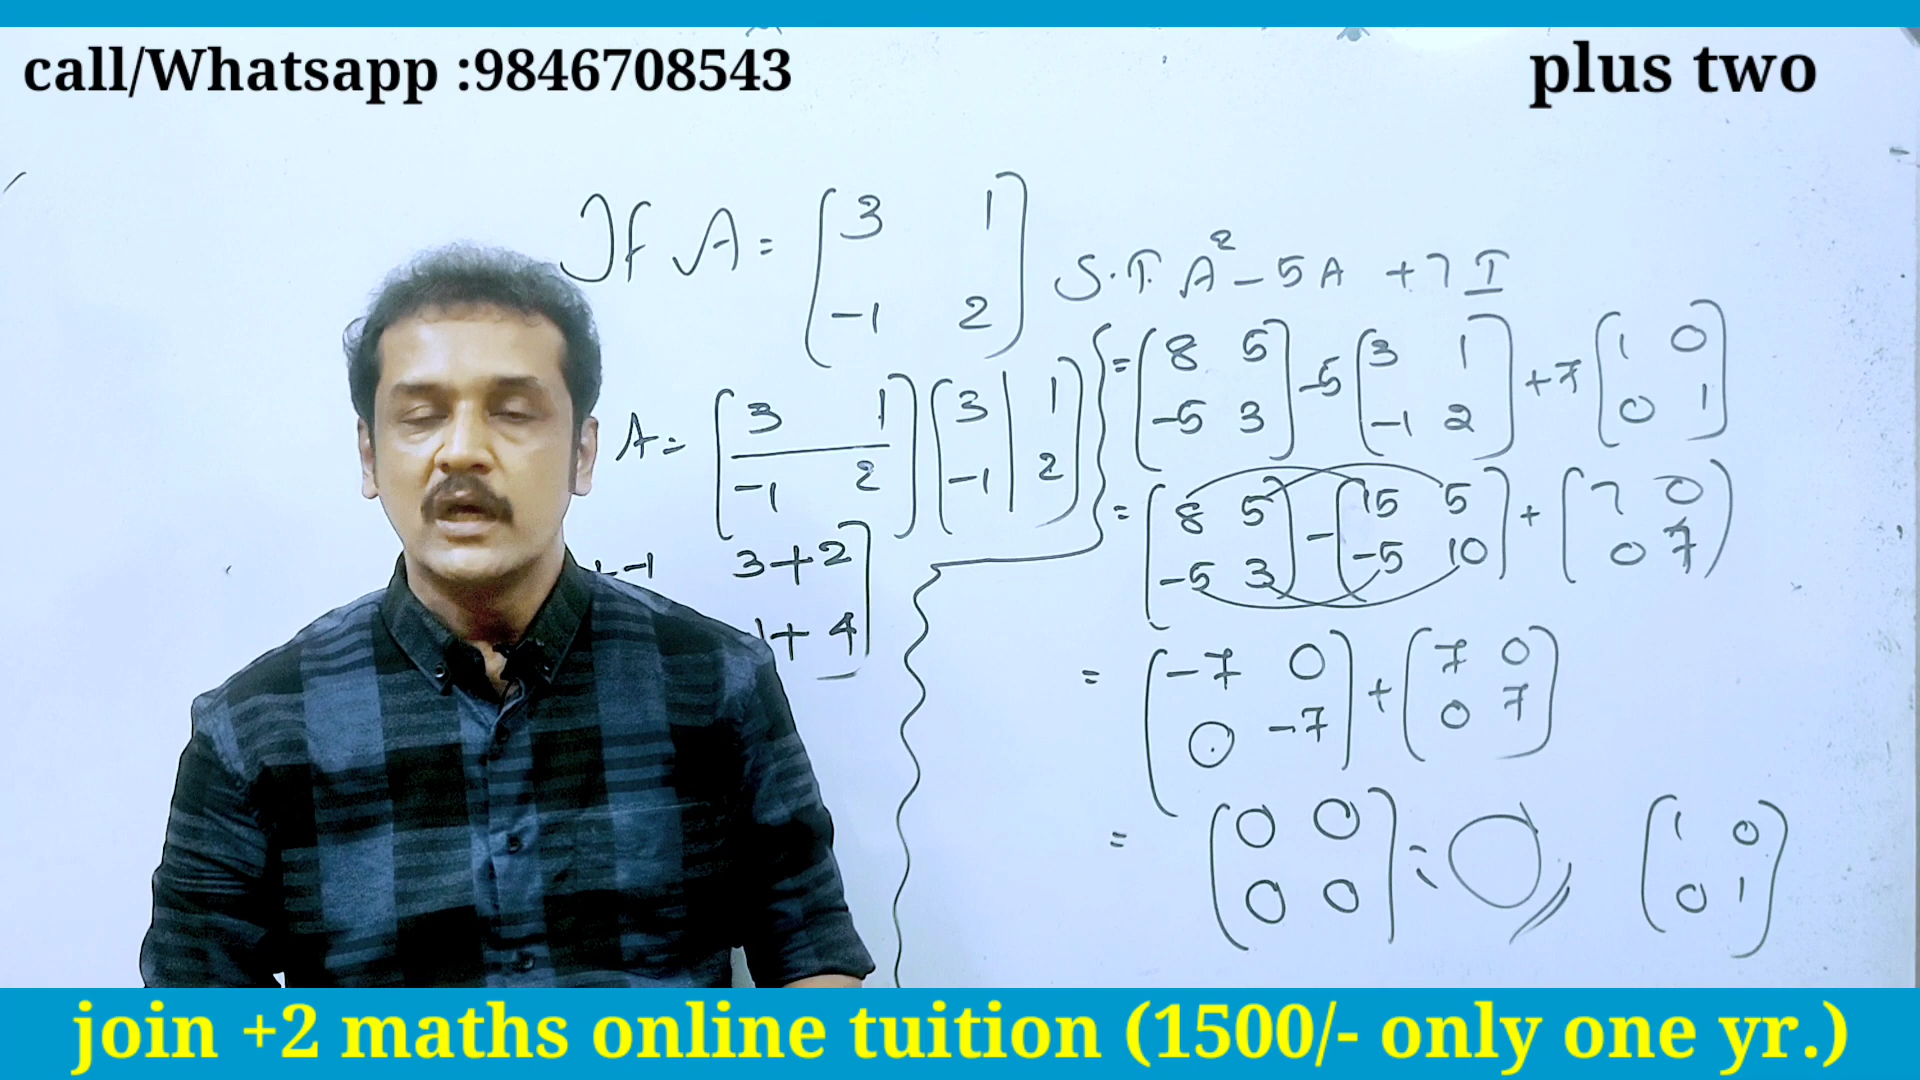 call/Whatsapp :9846708543
plus two
If A = [3 1
-1 2]
S.T. A² - 5A + 7I
A = [3 1
-1 2] [3 1
-1 2]
-1 3+2
1+4]
= [8 5
-5 3] -5 [3 1
-1 2] +7 [1 0
0 1]
= [8 5
-5 3] - [15 5
-5 10] + [7 0
0 7]
= [-7 0
0 -7] + [7 0
0 7]
= [0 0
0 0] = O,,
[1 0
0 1]
join +2 maths online tuition (1500/- only one yr.)